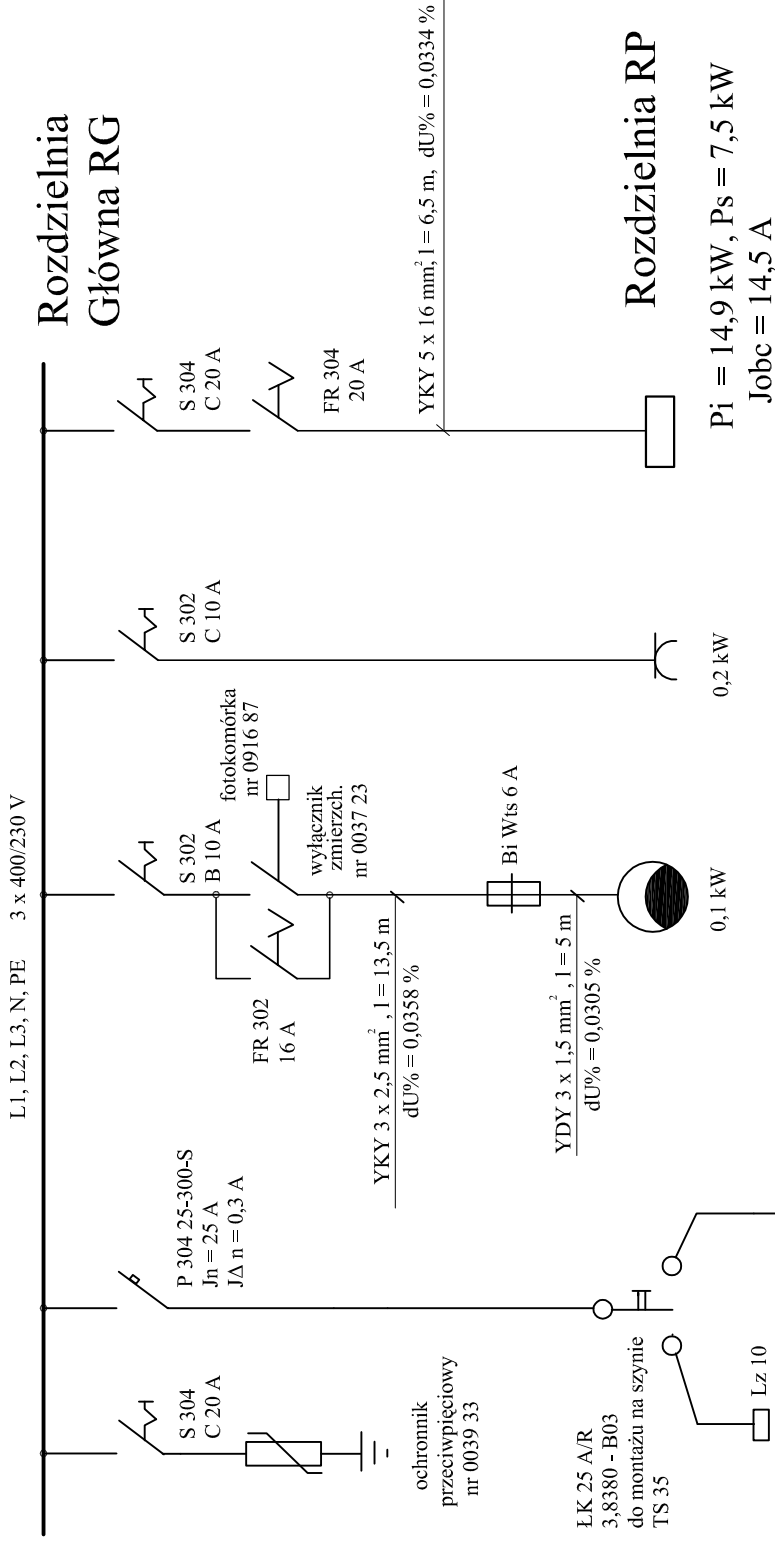 Rozdzielnia
Główna RG
L1, L2, L3, N, PE 3 x 400/230 V
S 304
C 20 A
ochronnik
przeciwpięciowy
nr 0039 33
P 304 25-300-S
Jn = 25 A
JΔ n = 0,3 A
ŁK 25 A/R
3,8380 - B03
do montażu na szynie
TS 35
Lz 10
S 302
B 10 A
fotokomórka
nr 0916 87
wyłącznik
zmierzch.
nr 0037 23
FR 302
16 A
YKY 3 x 2,5 mm² , l = 13,5 m
dU% = 0,0358 %
Bi Wts 6 A
YDY 3 x 1,5 mm² , l = 5 m
dU% = 0,0305 %
0,1 kW
S 302
C 10 A
0,2 kW
S 304
C 20 A
FR 304
20 A
YKY 5 x 16 mm², l = 6,5 m, dU% = 0,0334 %
Rozdzielnia RP
Pi = 14,9 kW, Ps = 7,5 kW
Jobc = 14,5 A